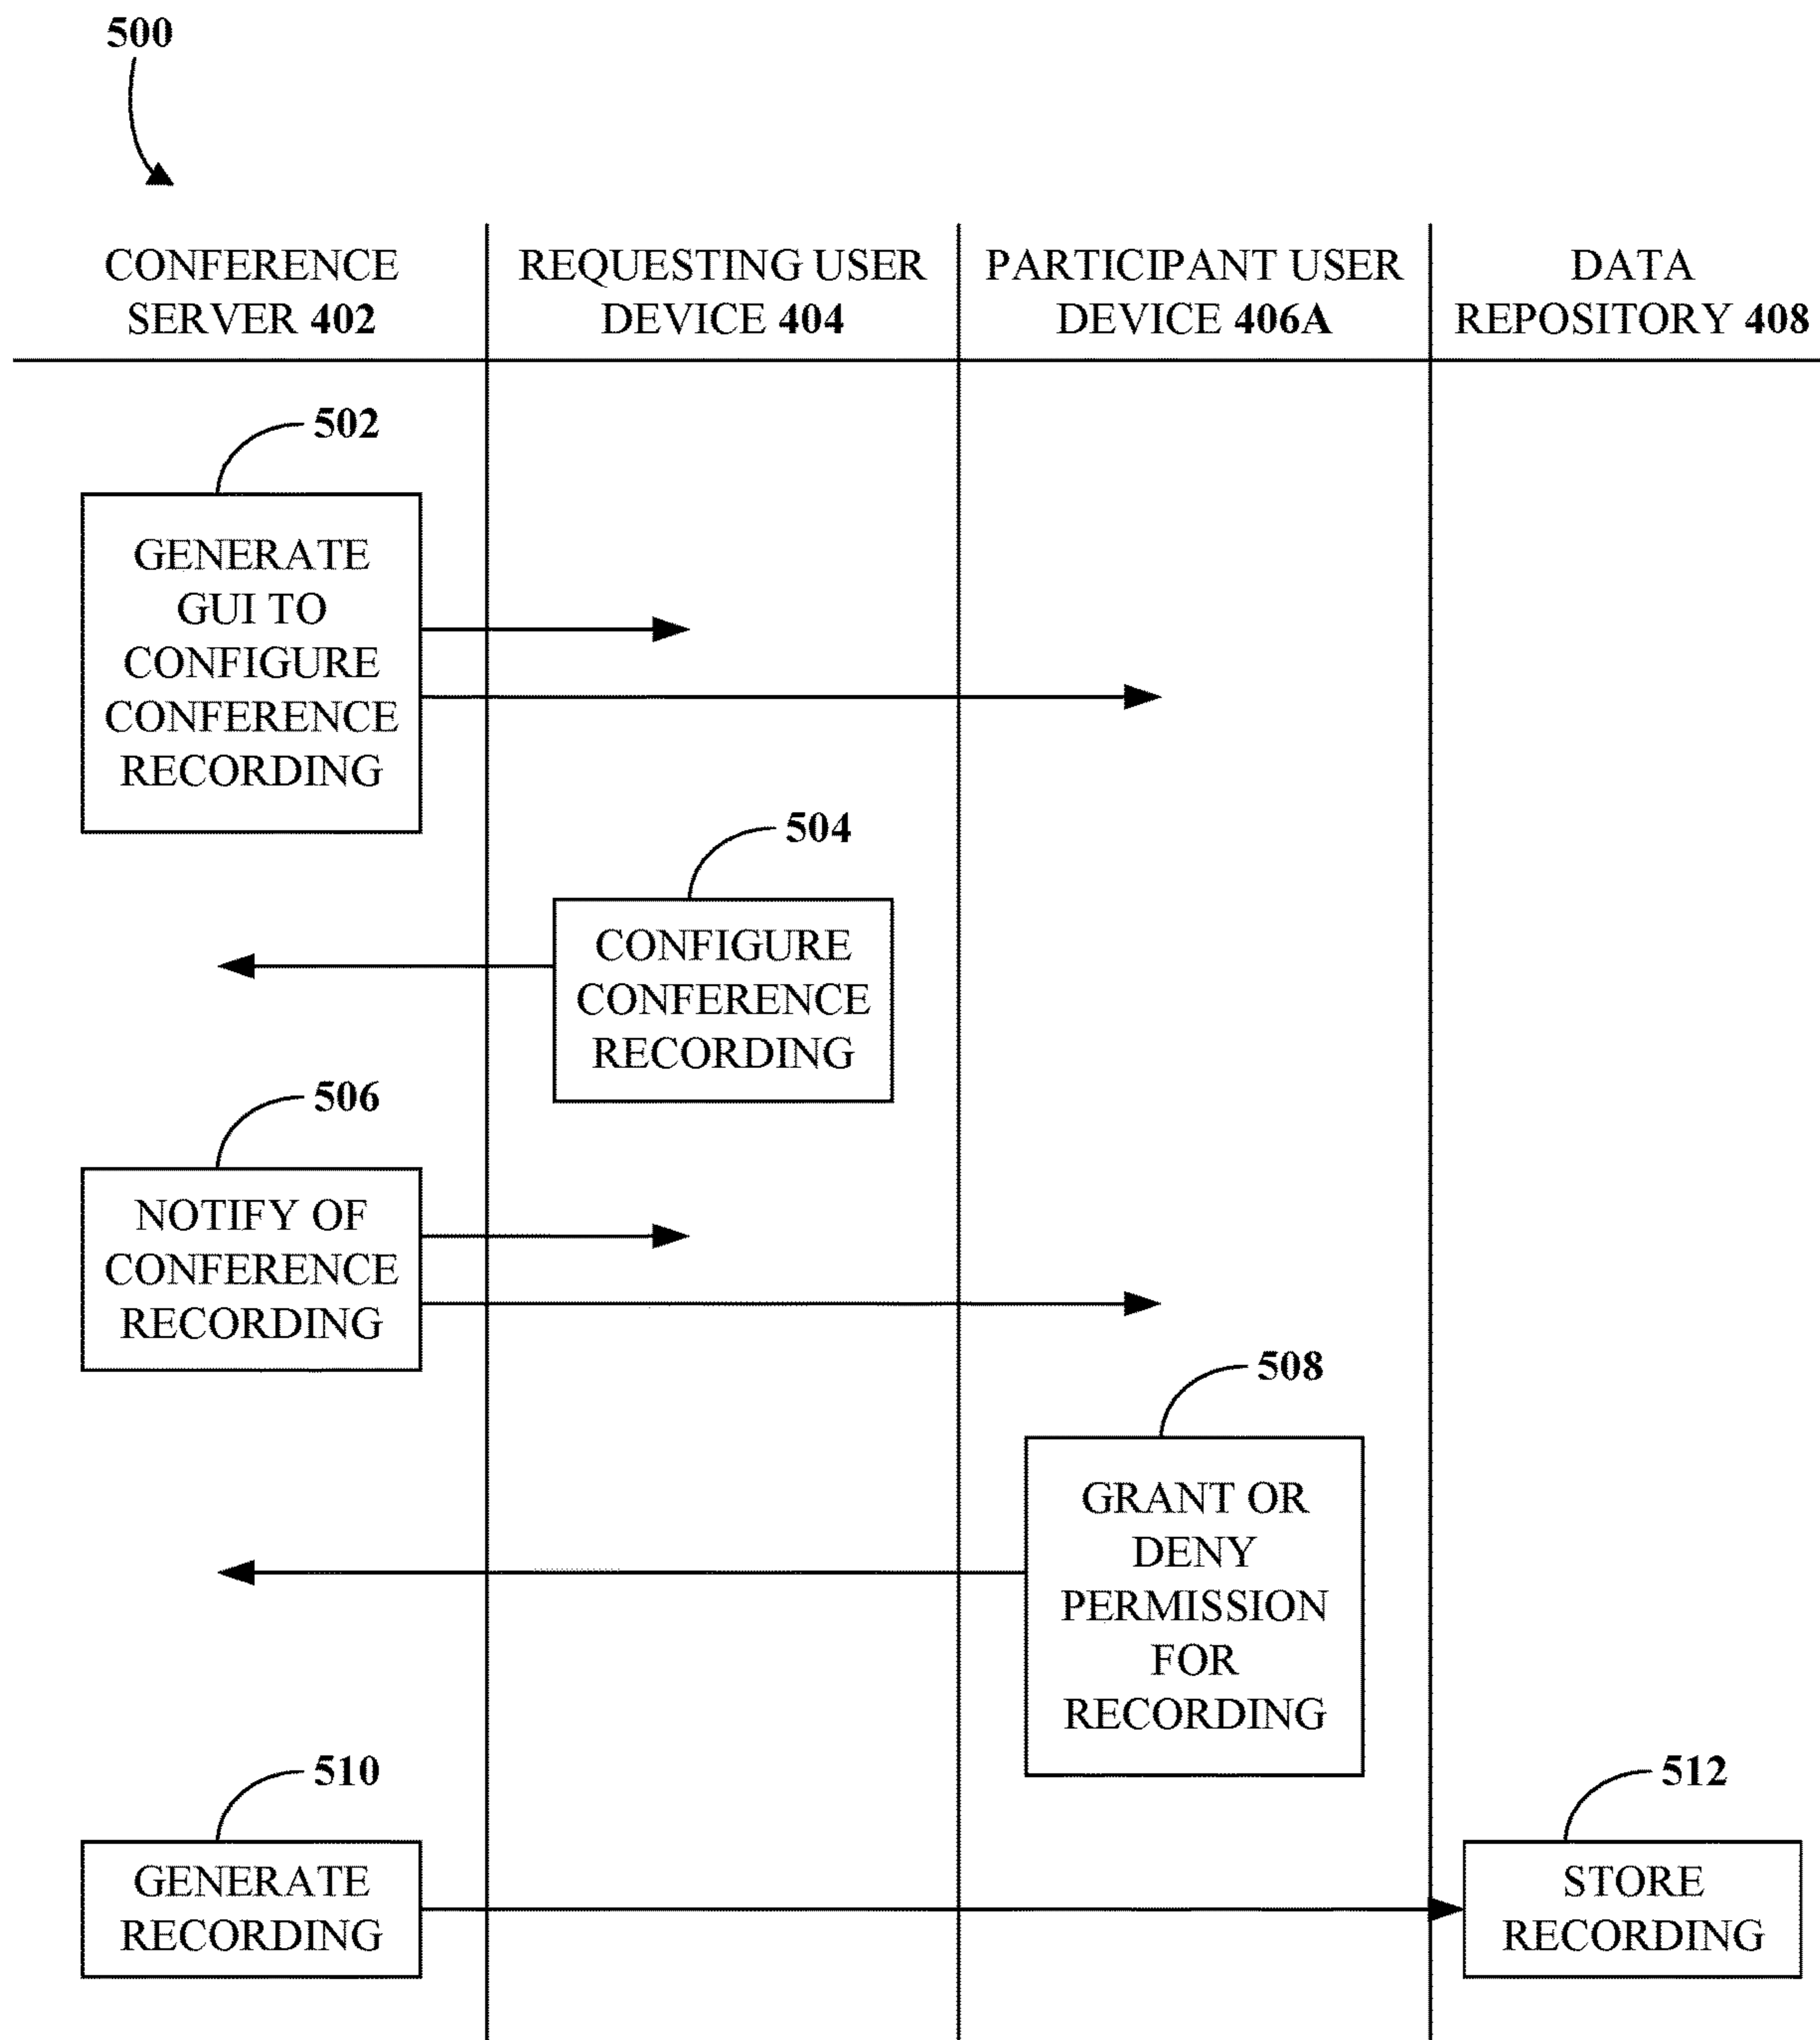 500
CONFERENCE
SERVER 402
REQUESTING USER
DEVICE 404
PARTICIPANT USER
DEVICE 406A
DATA
REPOSITORY 408
502
GENERATE
GUI TO
CONFIGURE
CONFERENCE
RECORDING
504
CONFIGURE
CONFERENCE
RECORDING
506
NOTIFY OF
CONFERENCE
RECORDING
508
GRANT OR
DENY
PERMISSION
FOR
RECORDING
510
GENERATE
RECORDING
512
STORE
RECORDING